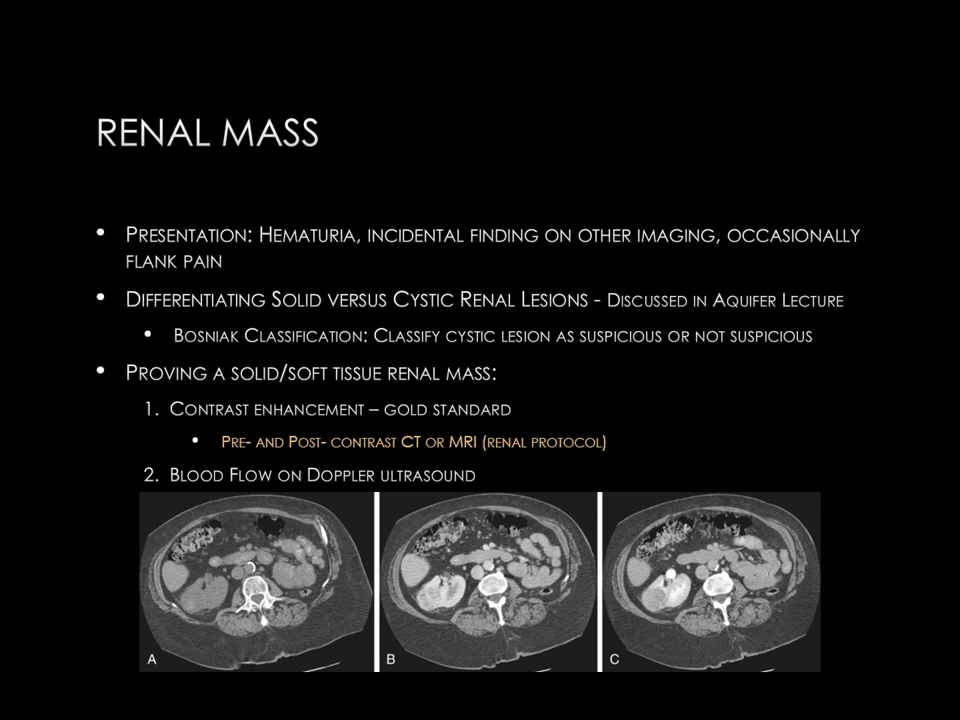 RENAL MASS
• Presentation: Hematuria, incidental finding on other imaging, occasionally
flank pain
• Differentiating Solid versus Cystic Renal Lesions - Discussed in Aquifer Lecture
• Bosniak Classification: Classify cystic lesion as suspicious or not suspicious
• Proving a solid/soft tissue renal mass:
1. Contrast enhancement – gold standard
• Pre- and Post- contrast CT or MRI (renal protocol)
2. Blood Flow on Doppler ultrasound
A B C